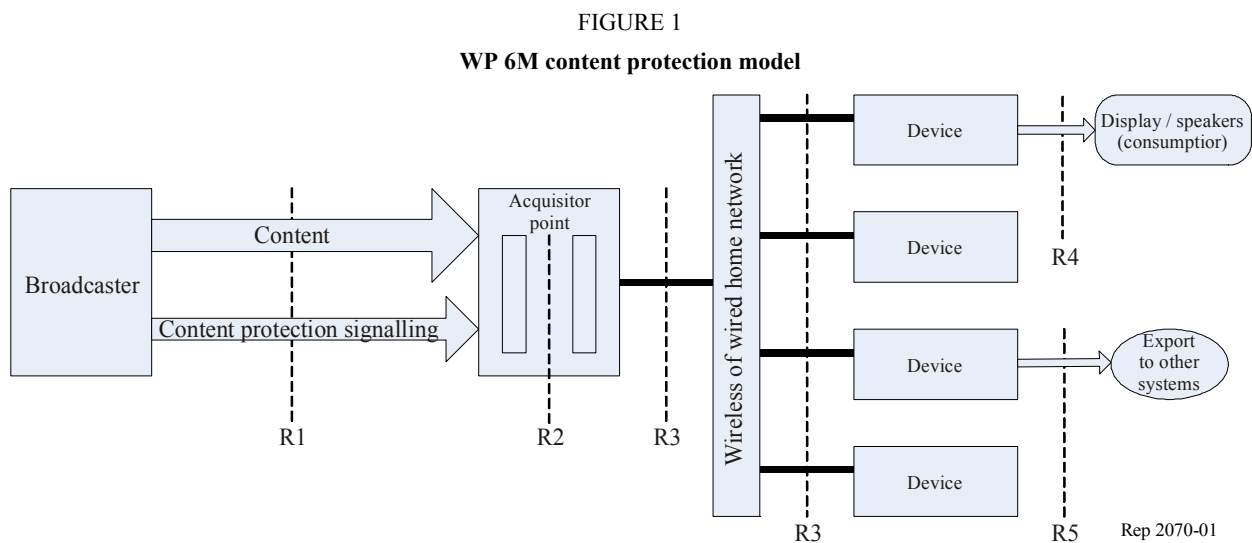 FIGURE 1
WP 6M content protection model
Broadcaster
Content
Content protection signalling
R1
Acquisitor
point
R2
R3
Wireless of wired home network
R3
Device
Device
Device
Device
Display / speakers
(consumptior)
R4
Export
to other
systems
R5
Rep 2070-01